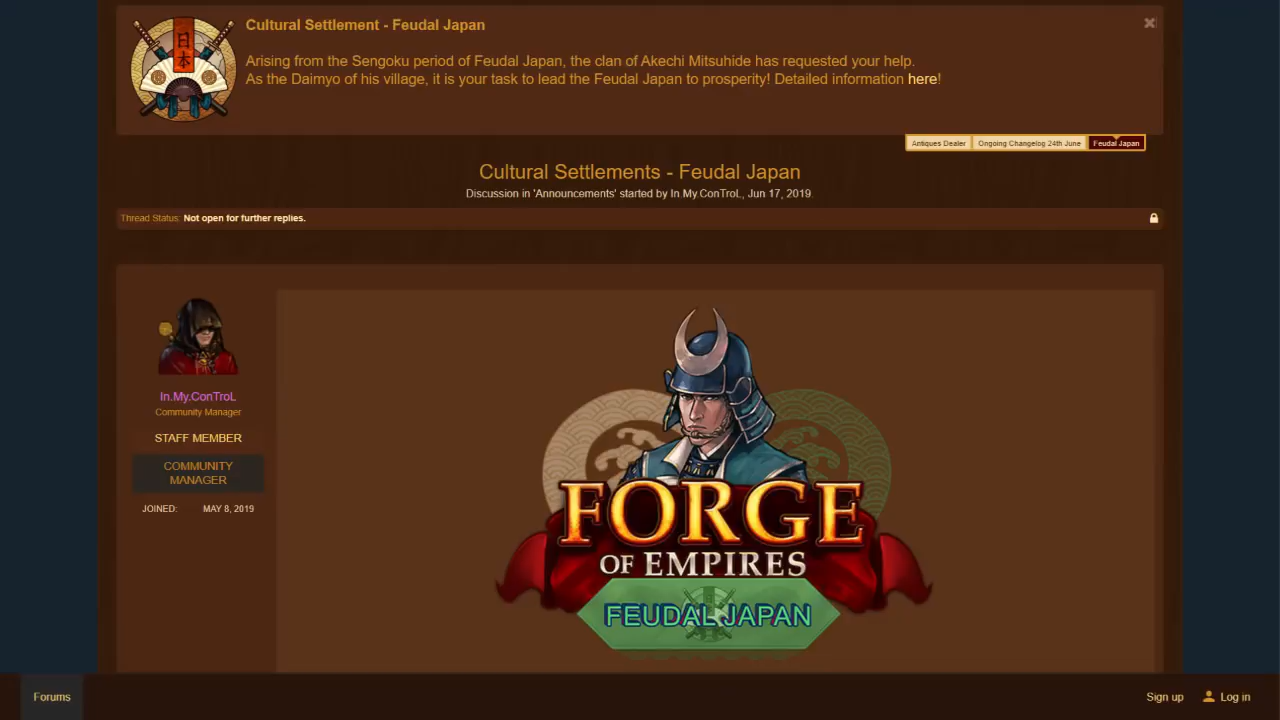 Cultural Settlement - Feudal Japan
日本
Arising from the Sengoku period of Feudal Japan, the clan of Akechi Mitsuhide has requested your help.
As the Daimyo of his village, it is your task to lead the Feudal Japan to prosperity! Detailed information here!
Antiques Dealer
Ongoing Changelog 24th June
Feudal Japan
Cultural Settlements - Feudal Japan
Discussion in 'Announcements' started by In.My.ConTroL, Jun 17, 2019.
Thread Status: Not open for further replies.
In.My.ConTroL
Community Manager
STAFF MEMBER
COMMUNITY
MANAGER
JOINED: MAY 8, 2019
FORGE
OF EMPIRES
FEUDAL JAPAN
Forums
Sign up
Log in